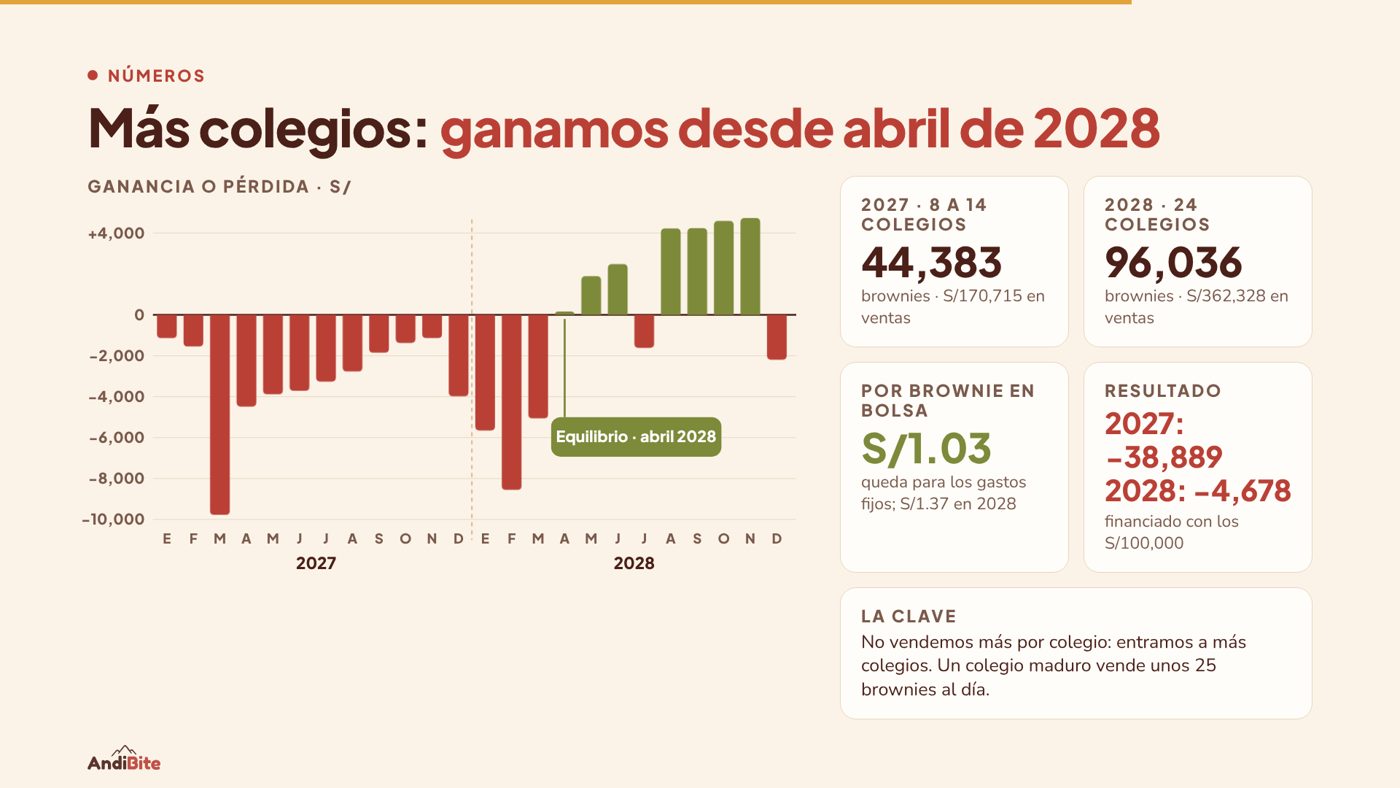 NÚMEROS
Más colegios: ganamos desde abril de 2028
GANANCIA O PÉRDIDA · S/
+4,000
0
−2,000
−4,000
−6,000
−8,000
−10,000
Equilibrio · abril 2028
E F M A M J J A S O N D E F M A M J J A S O N D
2027 2028
2027 · 8 A 14
COLEGIOS
44,383
brownies · S/170,715 en
ventas
2028 · 24
COLEGIOS
96,036
brownies · S/362,328 en
ventas
POR BROWNIE EN
BOLSA
S/1.03
queda para los gastos
fijos; S/1.37 en 2028
RESULTADO
2027:
−38,889
2028: −4,678
financiado con los
S/100,000
LA CLAVE
No vendemos más por colegio: entramos a más
colegios. Un colegio maduro vende unos 25
brownies al día.
AndiBite